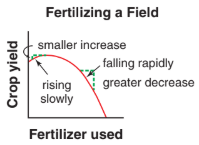 Fertilizing a Field
smaller increase
falling rapidly
rising
slowly
greater decrease
Crop yield
Fertilizer used